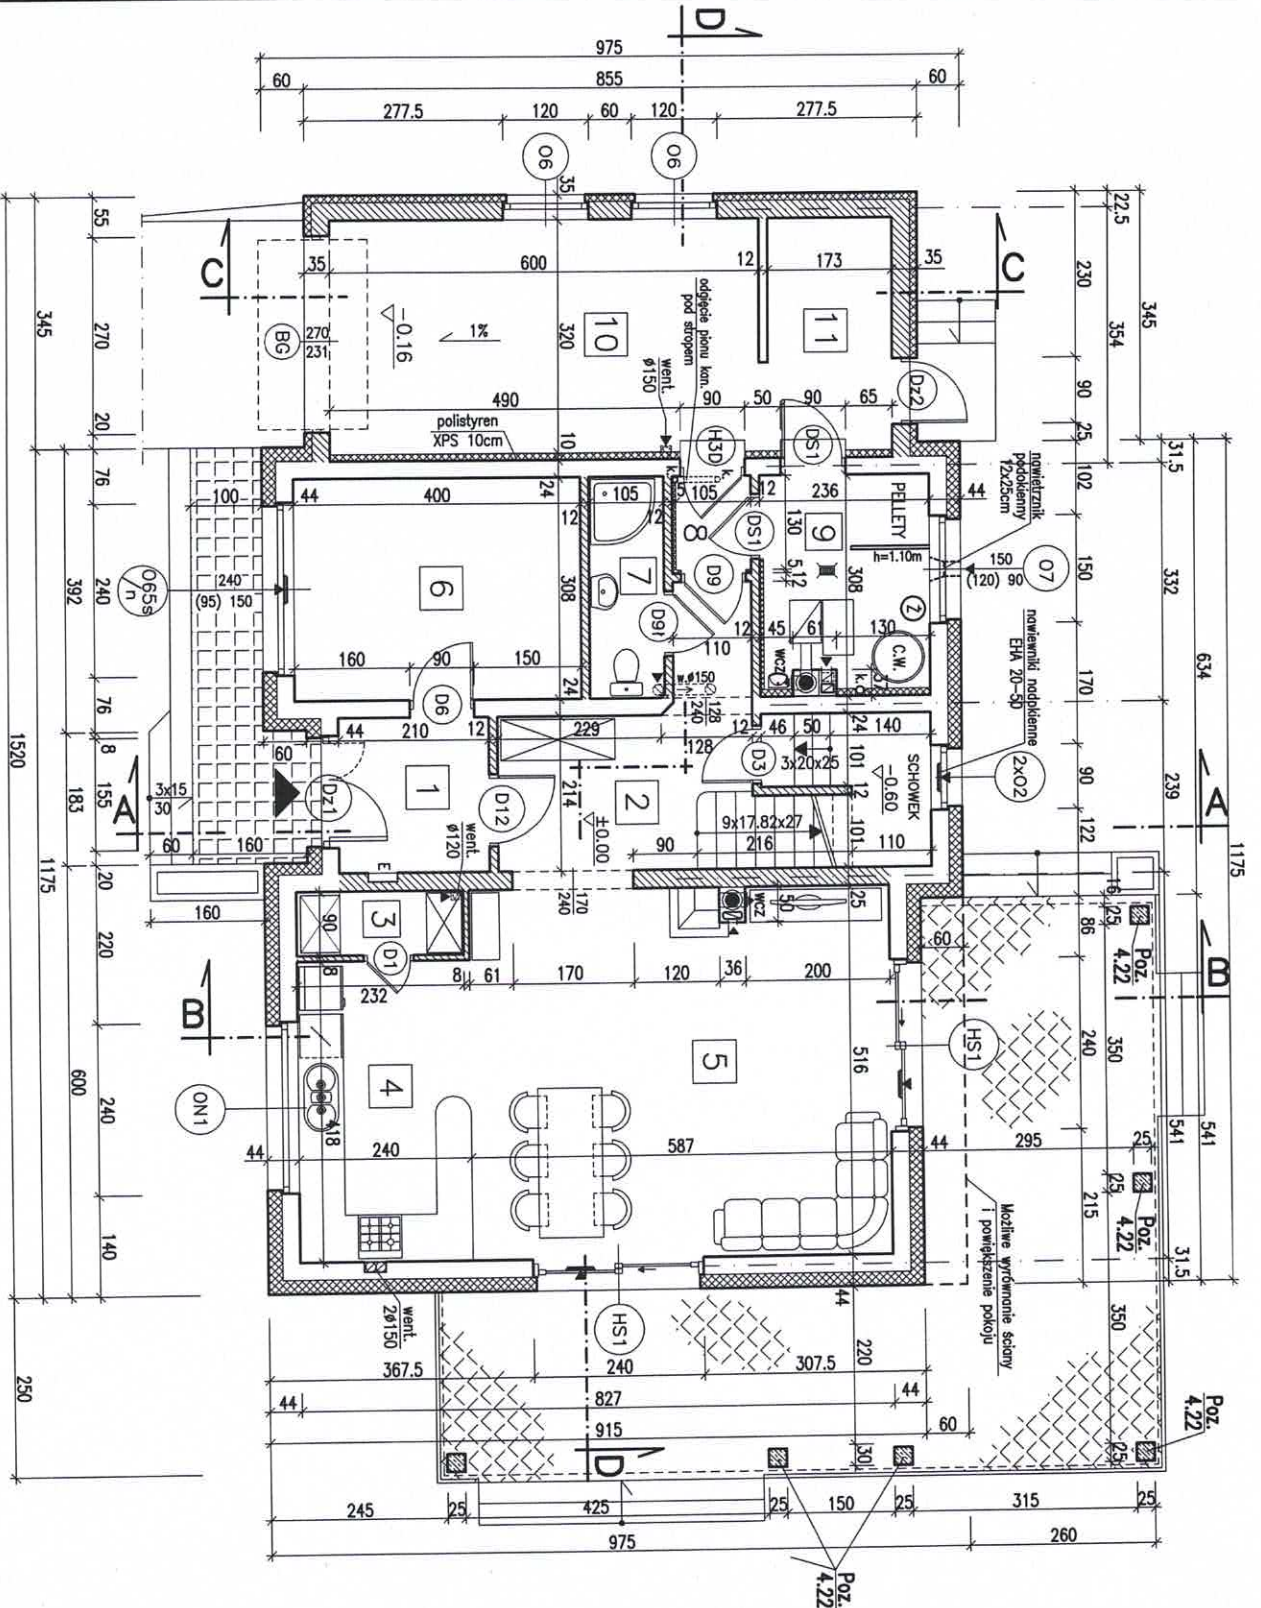 D
975
60
855
60
277.5
120
60
120
277.5
O6
O6
35
22.5
55
C
C
35
600
12
173
35
230
354
345
345
270
BG
270
231
-0.16
1%
10
320
11
odgięcie pionu kan.
pod stropem
went.
ø150
Dz2
90
490
90
50
90
65
20
polistyren
XPS 10cm
10
H3D
DS1
25
31.5
76
100
44
400
24
12
105
12
k.
k.
5
105
12
236
PELLETY
44
102
nawietrznik
podokienny
12x25cm
8
DS1
130
9
h=1.10m
150
(120) 90
O7
150
332
392
240
O65s
/n
240
(95) 150
6
308
7
D9
5
12
308
Ż
634
D9l
12
45
61
130
C.W.
nawiewniki nadokienne
EHA 20-50
160
90
150
110
WCZ
k.
170
w.ø150
24
76
D6
128
240
24
1520
44
210
12
229
128
12
46
50
140
8
60
D3
3x20x25
101
SCHOWEK
2xO2
90
239
A
A
3x15
30
155
183
Dz1
1
D12
214
2
±0.00
-0.60
12
9x17.82x27
101
122
went.
ø120
60
160
90
216
110
1175
1175
E
20
170
240
16
160
90
3
WCZ
50
25
25
86
60
D1
Poz.
4.22
220
8
8
61
170
120
36
200
B
B
232
HS1
5
516
240
350
600
4
ON1
418
240
541
541
44
240
587
44
295
25
25
Poz.
4.22
215
140
Możliwe wyrównanie ściany
i powiększenie pokoju
31.5
went.
2ø150
HS1
44
220
350
250
367.5
240
307.5
44
827
44
Poz.
4.22
915
60
D
30
25
245
25
425
25
150
25
315
25
975
260
Poz.
4.22